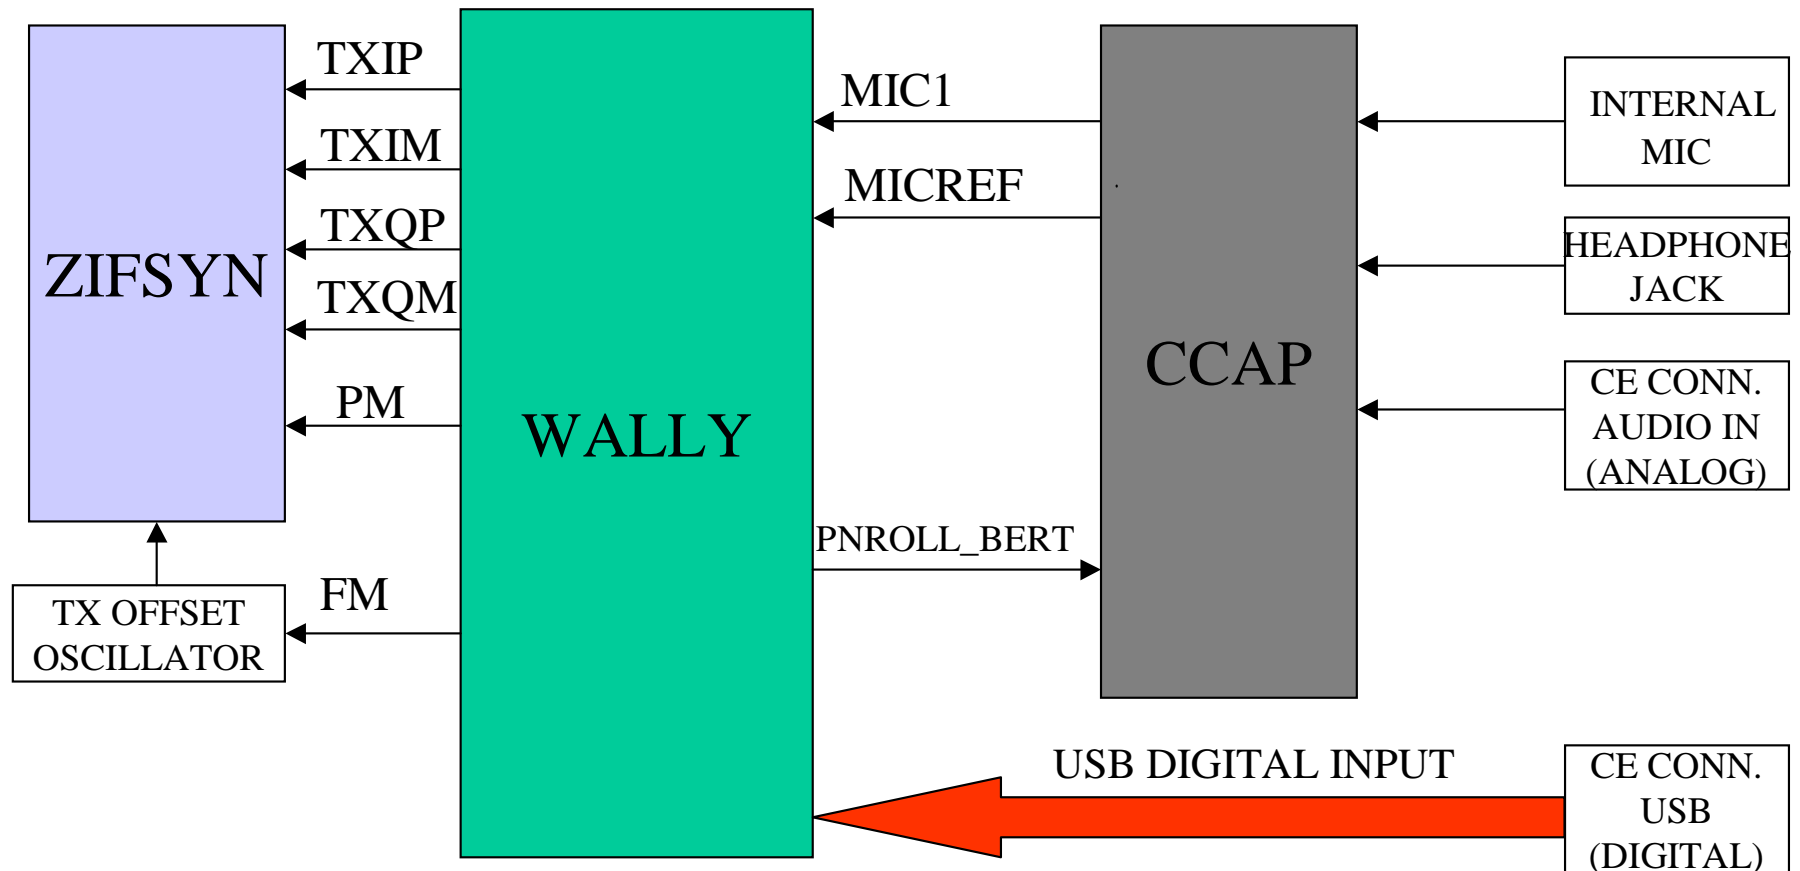 TXIP
TXIM
TXQP
TXQM
PM
FM
ZIFSYN
TX OFFSET
OSCILLATOR
WALLY
MIC1
MICREF
PNROLL_BERT
CCAP
INTERNAL
MIC
HEADPHONE
JACK
CE CONN.
AUDIO IN
(ANALOG)
USB DIGITAL INPUT
CE CONN.
USB
(DIGITAL)